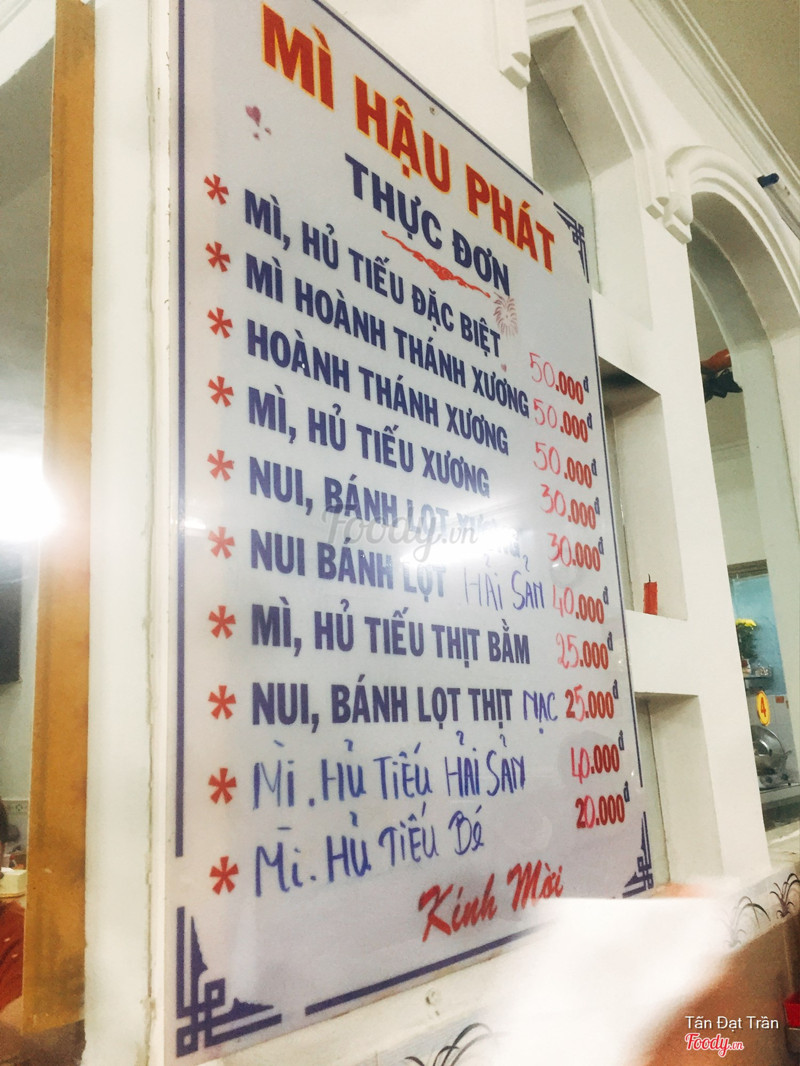 MÌ HẬU PHÁT
THỰC ĐƠN
* MÌ, HỦ TIẾU ĐẶC BIỆT 50.000đ
* MÌ HOÀNH THÁNH XƯƠNG 50.000đ
* HOÀNH THÁNH XƯƠNG 50.000đ
* MÌ, HỦ TIẾU XƯƠNG 30.000đ
* NUI, BÁNH LỌT XƯƠNG 30.000đ
* NUI BÁNH LỌT HẢI SẢN 40.000đ
* MÌ, HỦ TIẾU THỊT BẰM 25.000đ
* NUI, BÁNH LỌT THỊT NẠC 25.000đ
* MÌ. HỦ TIẾU HẢI SẢN 40.000đ
* MÌ. HỦ TIẾU Bé 20.000đ
Kính Mời
Foody.vn
4
Tấn Đạt Trần
Foody.vn